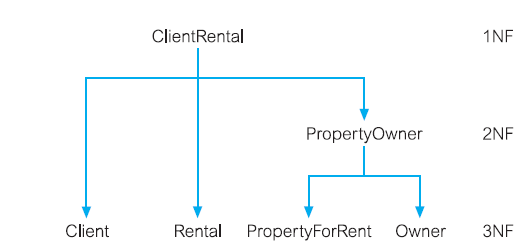 ClientRental 1NF
PropertyOwner 2NF
Client Rental PropertyForRent Owner 3NF